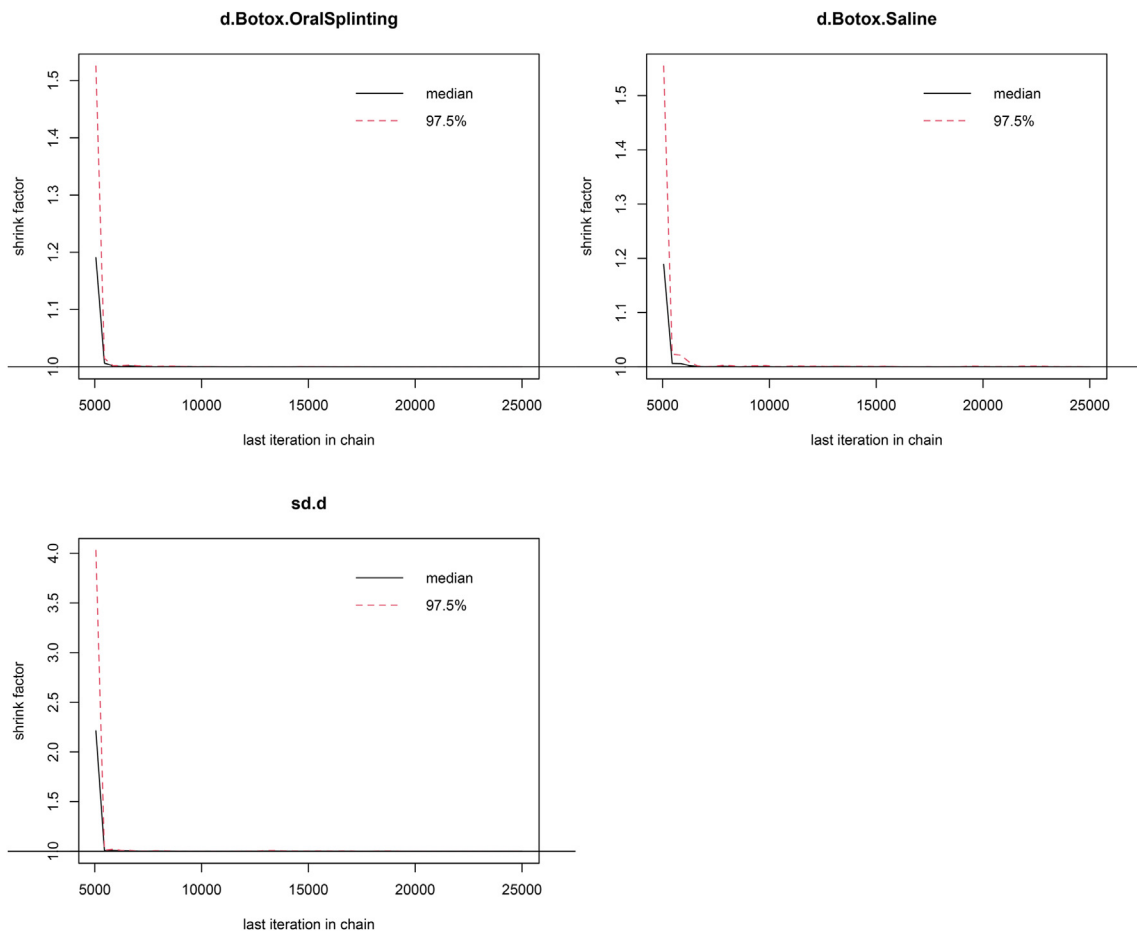 d.Botox.OralSplinting
shrink factor
1.0 1.1 1.2 1.3 1.4 1.5
median
97.5%
5000 10000 15000 20000 25000
last iteration in chain
d.Botox.Saline
shrink factor
1.0 1.1 1.2 1.3 1.4 1.5
median
97.5%
5000 10000 15000 20000 25000
last iteration in chain
sd.d
shrink factor
1.0 1.5 2.0 2.5 3.0 3.5 4.0
median
97.5%
5000 10000 15000 20000 25000
last iteration in chain